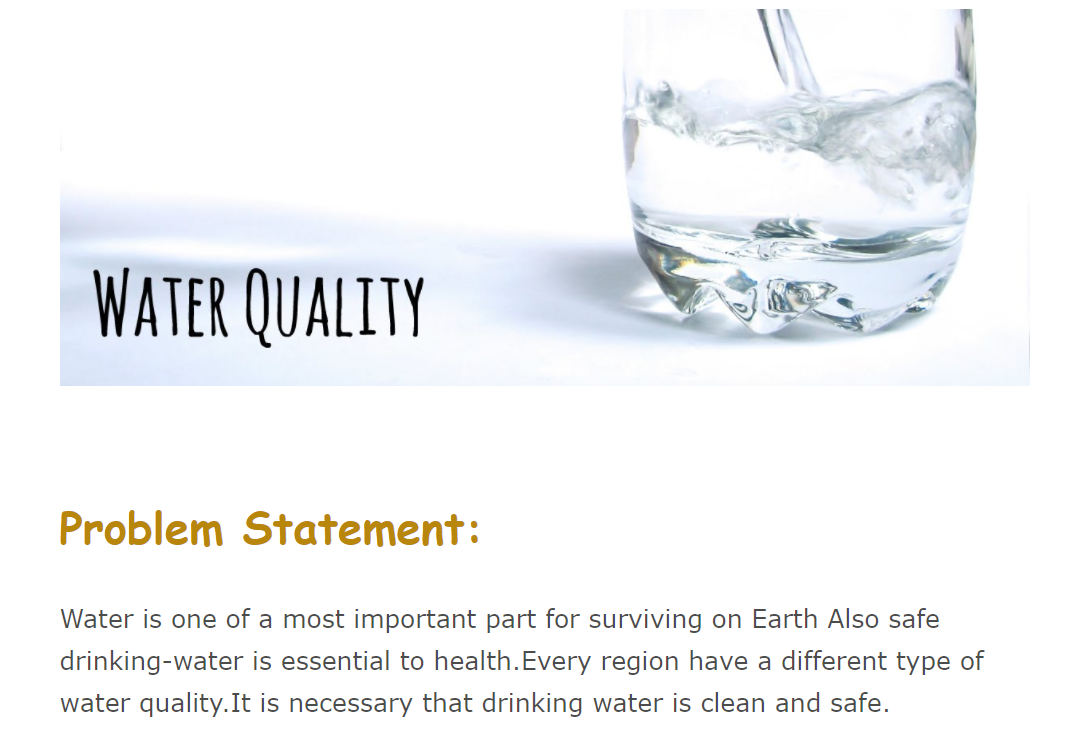 WATER QUALITY
Problem Statement:
Water is one of a most important part for surviving on Earth Also safe
drinking-water is essential to health.Every region have a different type of
water quality.It is necessary that drinking water is clean and safe.